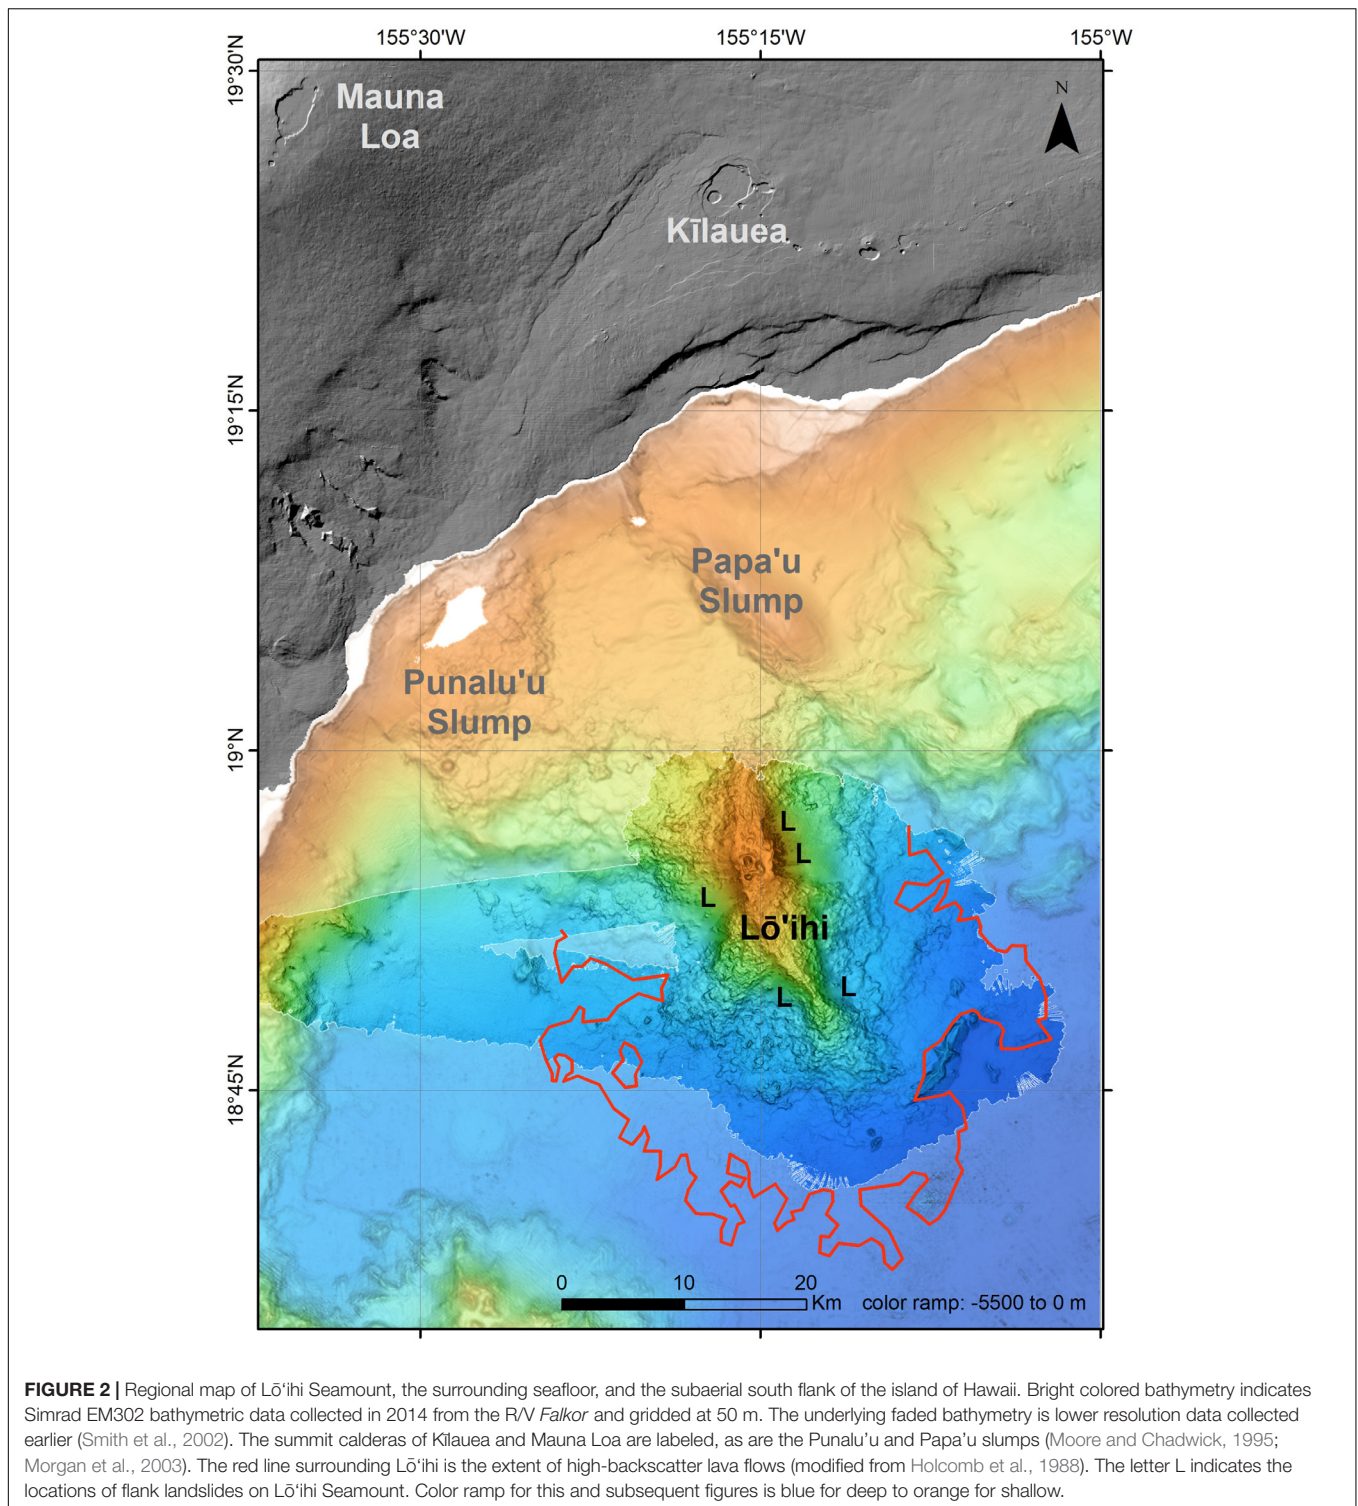 155°30'W 155°15'W 155°W
19°30'N
N
Mauna
Loa
Kīlauea
19°15'N
Papa'u
Slump
Punalu'u
Slump
19°N
L
L
L
Lō'ihi
L
L
18°45'N
0 10 20
Km color ramp: -5500 to 0 m
FIGURE 2 | Regional map of Lō‘ihi Seamount, the surrounding seafloor, and the subaerial south flank of the island of Hawaii. Bright colored bathymetry indicates
Simrad EM302 bathymetric data collected in 2014 from the R/V Falkor and gridded at 50 m. The underlying faded bathymetry is lower resolution data collected
earlier (Smith et al., 2002). The summit calderas of Kīlauea and Mauna Loa are labeled, as are the Punalu’u and Papa’u slumps (Moore and Chadwick, 1995;
Morgan et al., 2003). The red line surrounding Lō‘ihi is the extent of high-backscatter lava flows (modified from Holcomb et al., 1988). The letter L indicates the
locations of flank landslides on Lō‘ihi Seamount. Color ramp for this and subsequent figures is blue for deep to orange for shallow.